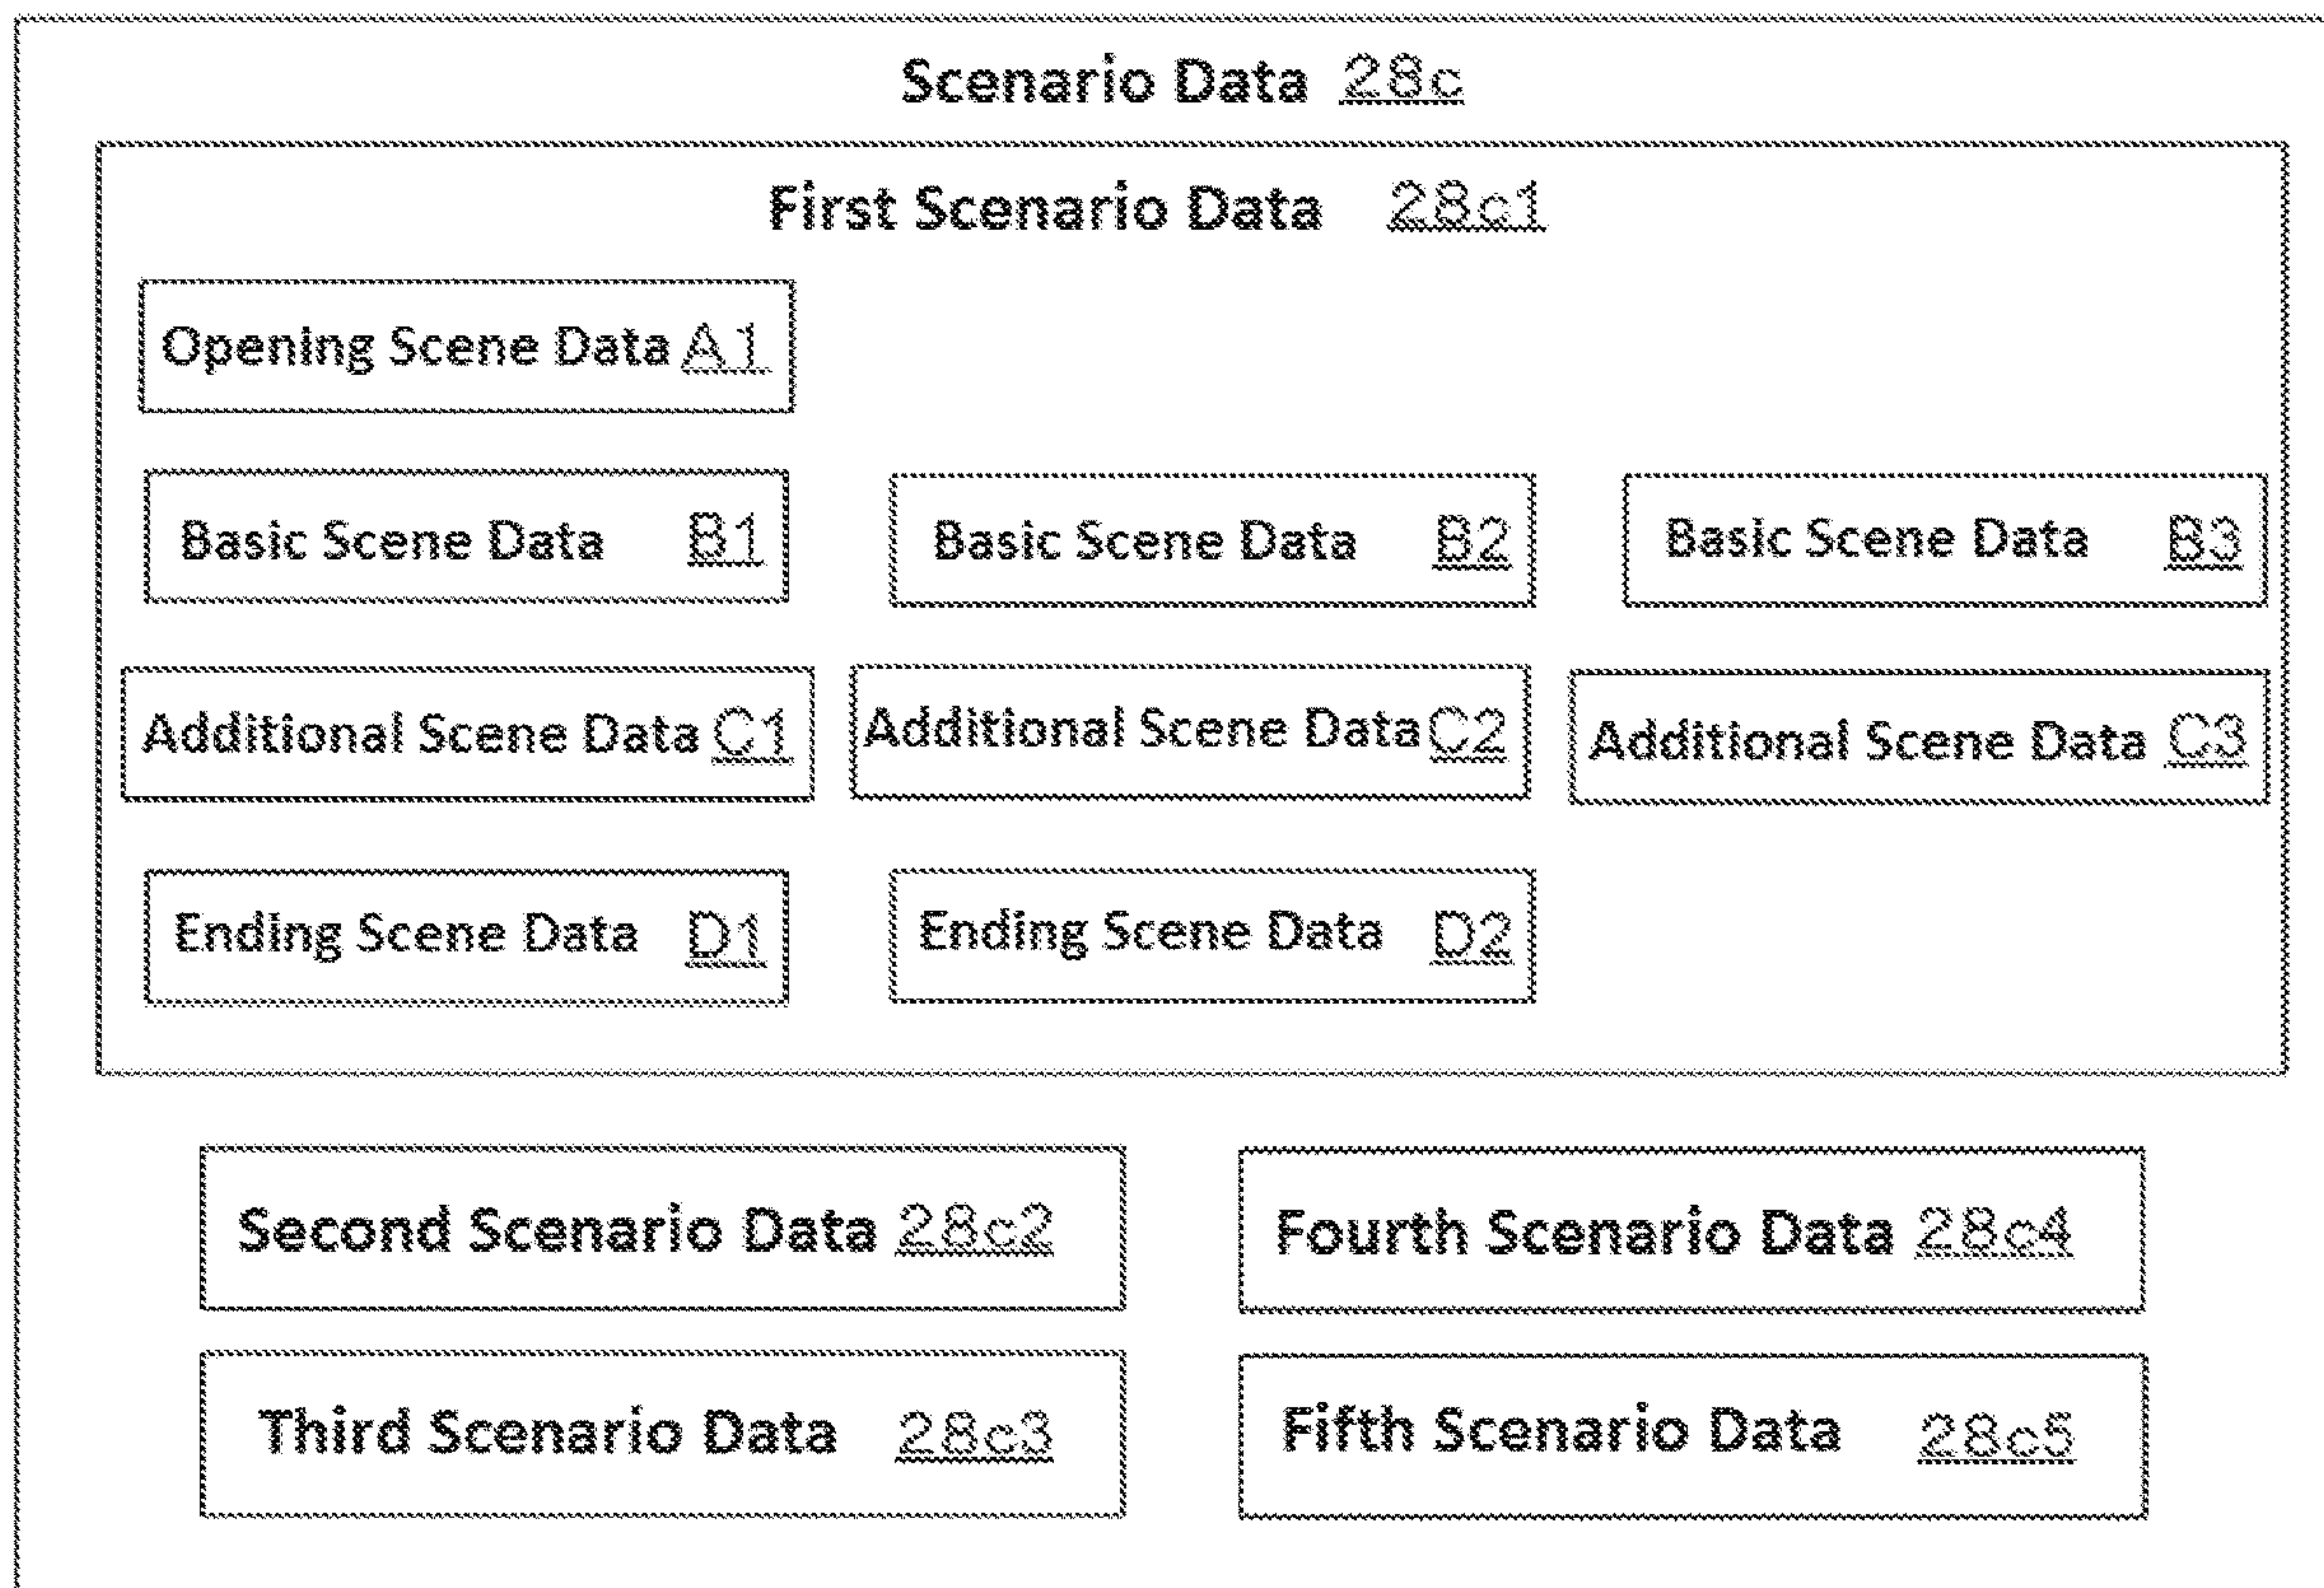 Scenario Data 28c
First Scenario Data 28c1
Opening Scene Data A1
Basic Scene Data B1 Basic Scene Data B2 Basic Scene Data B3
Additional Scene Data C1 Additional Scene Data C2 Additional Scene Data C3
Ending Scene Data D1 Ending Scene Data D2
Second Scenario Data 28c2 Fourth Scenario Data 28c4
Third Scenario Data 28c3 Fifth Scenario Data 28c5